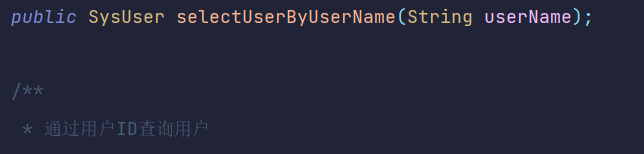 public SysUser selectUserByUserName(String userName);
/**
* 通过用户ID查询用户